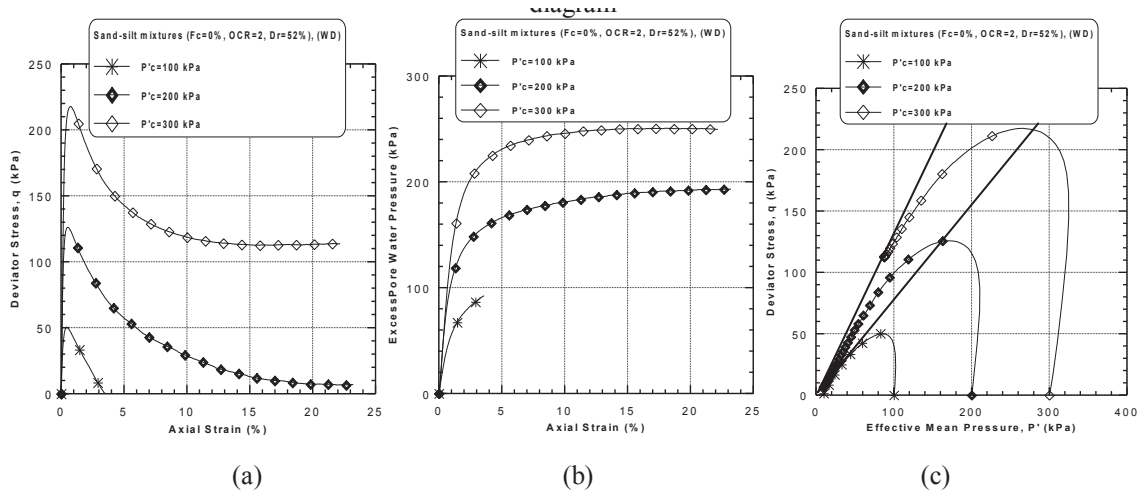 diagram
Sand-silt mixtures (Fc=0%, OCR=2, Dr=52%), (WD)
P'c=100 kPa
P'c=200 kPa
P'c=300 kPa
Deviator Stress, q (kPa)
250
200
150
100
50
0
0 5 10 15 20 25
Axial Strain (%)
(a)
Sand-silt mixtures (Fc=0%, OCR=2, Dr=52%), (WD)
P'c=100 kPa
P'c=200 kPa
P'c=300 kPa
ExcessPore Water Pressure (kPa)
300
200
100
0
0 5 10 15 20 25
Axial Strain (%)
(b)
Sand-silt mixtures (Fc=0%, OCR=2, Dr=52%), (WD)
P'c=100 kPa
P'c=200 kPa
P'c=300 kPa
Deviator Stress, q (kPa)
250
200
150
100
50
0
0 100 200 300 400
Effective Mean Pressure, P' (kPa)
(c)